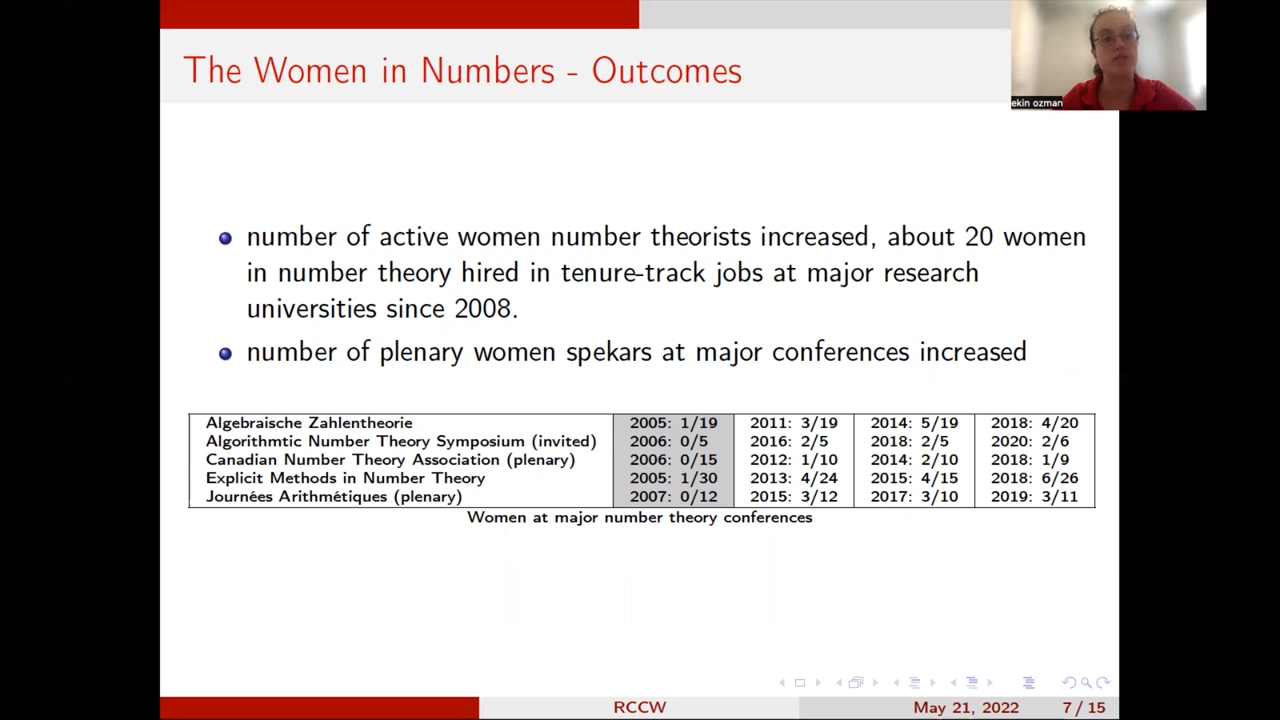 The Women in Numbers - Outcomes
ekin ozman
number of active women number theorists increased, about 20 women
in number theory hired in tenure-track jobs at major research
universities since 2008.
number of plenary women spekars at major conferences increased
Algebraische Zahlentheorie 2005: 1/19 2011: 3/19 2014: 5/19 2018: 4/20
Algorithmtic Number Theory Symposium (invited) 2006: 0/5 2016: 2/5 2018: 2/5 2020: 2/6
Canadian Number Theory Association (plenary) 2006: 0/15 2012: 1/10 2014: 2/10 2018: 1/9
Explicit Methods in Number Theory 2005: 1/30 2013: 4/24 2015: 4/15 2018: 6/26
Journées Arithmétiques (plenary) 2007: 0/12 2015: 3/12 2017: 3/10 2019: 3/11
Women at major number theory conferences
RCCW May 21, 2022 7 / 15